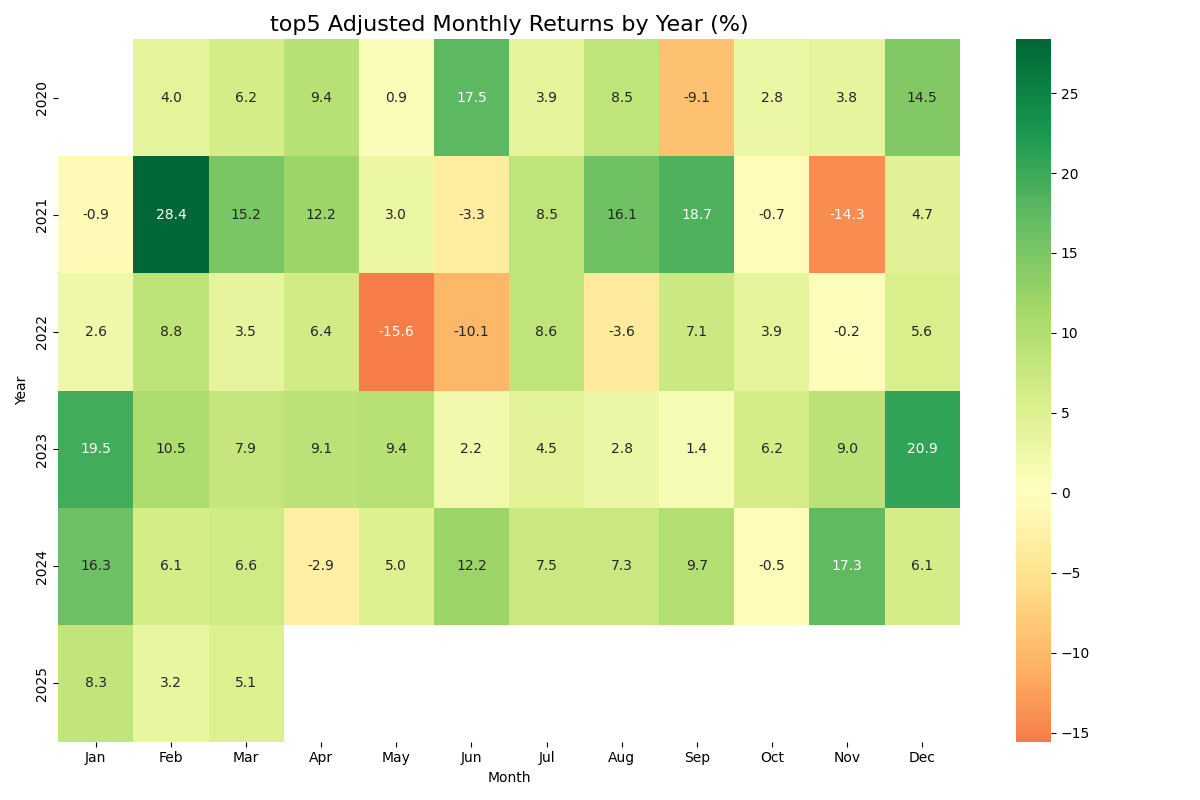 top5 Adjusted Monthly Returns by Year (%)
2020 4.0 6.2 9.4 0.9 17.5 3.9 8.5 -9.1 2.8 3.8 14.5
2021 -0.9 28.4 15.2 12.2 3.0 -3.3 8.5 16.1 18.7 -0.7 -14.3 4.7
2022 2.6 8.8 3.5 6.4 -15.6 -10.1 8.6 -3.6 7.1 3.9 -0.2 5.6
Year
2023 19.5 10.5 7.9 9.1 9.4 2.2 4.5 2.8 1.4 6.2 9.0 20.9
2024 16.3 6.1 6.6 -2.9 5.0 12.2 7.5 7.3 9.7 -0.5 17.3 6.1
2025 8.3 3.2 5.1
Jan Feb Mar Apr May Jun Jul Aug Sep Oct Nov Dec
Month
25
20
15
10
5
0
−5
−10
−15